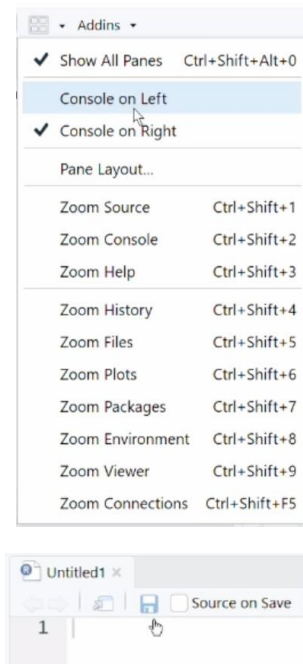 Addins
Show All Panes Ctrl+Shift+Alt+0
Console on Left
Console on Right
Pane Layout...
Zoom Source Ctrl+Shift+1
Zoom Console Ctrl+Shift+2
Zoom Help Ctrl+Shift+3
Zoom History Ctrl+Shift+4
Zoom Files Ctrl+Shift+5
Zoom Plots Ctrl+Shift+6
Zoom Packages Ctrl+Shift+7
Zoom Environment Ctrl+Shift+8
Zoom Viewer Ctrl+Shift+9
Zoom Connections Ctrl+Shift+F5
Untitled1
Source on Save
1